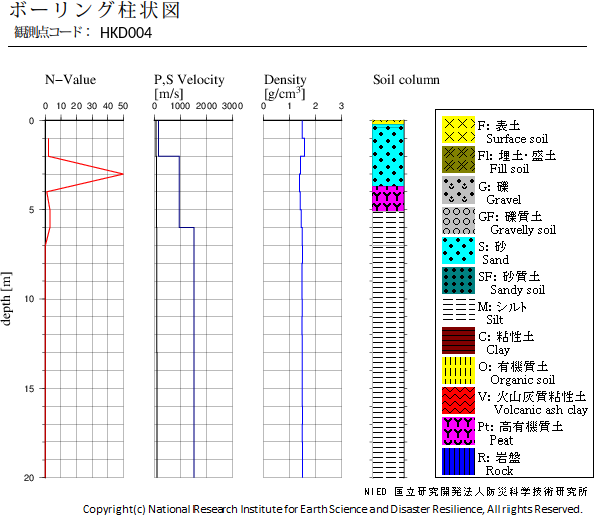 ボーリング柱状図
観測点コード： HKD004
N−Value
P,S Velocity
[m/s]
Density
[g/cm3]
Soil column
0 10 20 30 40 50
0 1000 2000 3000
0 1 2 3
0
5
10
15
20
depth [m]
F: 表土
Surface soil
Fl: 埋土・盛土
Fill soil
G: 礫
Gravel
GF: 礫質土
Gravelly soil
S: 砂
Sand
SF: 砂質土
Sandy soil
M: シルト
Silt
C: 粘性土
Clay
O: 有機質土
Organic soil
V: 火山灰質粘性土
Volcanic ash clay
Pt: 高有機質土
Peat
R: 岩盤
Rock
NIED 国立研究開発法人防災科学技術研究所
Copyright(c) National Research Institute for Earth Science and Disaster Resilience, All rights Reserved.